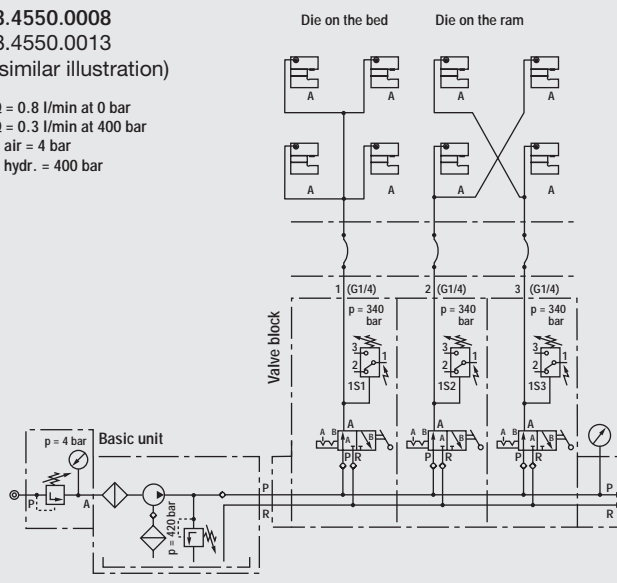 3.4550.0008
3.4550.0013
similar illustration)
= 0.8 l/min at 0 bar
= 0.3 l/min at 400 bar
air = 4 bar
hydr. = 400 bar
Die on the bed
Die on the ram
A A A A
A A A A
1 (G1/4) 2 (G1/4) 3 (G1/4)
Valve block
p = 340 bar
p = 340 bar
p = 340 bar
3 1 2
3 1 2
3 1 2
1S1 1S2 1S3
A A A
A B A B
A B A B
A B A B
P R P R P R
Basic unit
p = 4 bar
P A
p = 420 bar
P P
R R